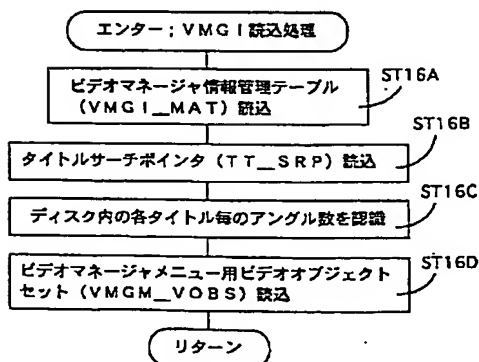 エンター；ＶＭＧＩ読込処理
ビデオマネージャ情報管理テーブル
（ＶＭＧＩ＿ＭＡＴ）読込
ST16A
タイトルサーチポインタ（ＴＴ＿ＳＲＰ）読込
ST16B
ディスク内の各タイトル毎のアングル数を認識
ST16C
ビデオマネージャメニュー用ビデオオブジェクト
セット（ＶＭＧＭ＿ＶＯＢＳ）読込
ST16D
リターン